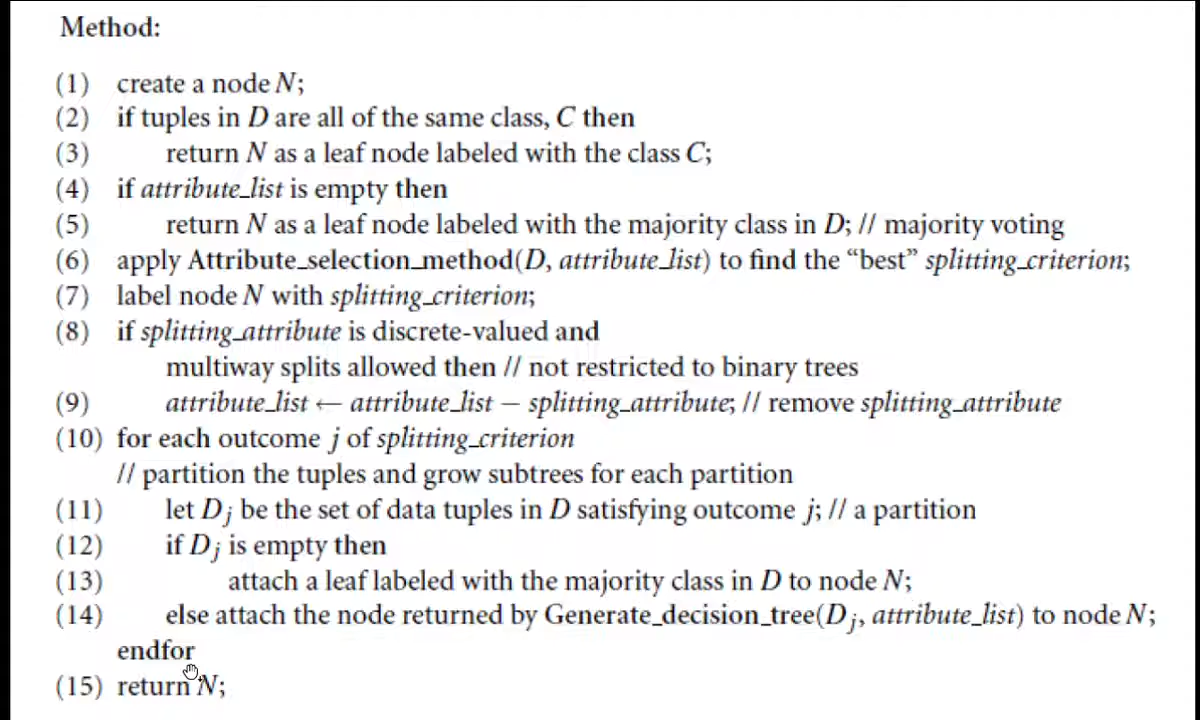 Method:
(1) create a node N;
(2) if tuples in D are all of the same class, C then
(3) return N as a leaf node labeled with the class C;
(4) if attribute_list is empty then
(5) return N as a leaf node labeled with the majority class in D; // majority voting
(6) apply Attribute_selection_method(D, attribute_list) to find the “best” splitting_criterion;
(7) label node N with splitting_criterion;
(8) if splitting_attribute is discrete-valued and
multiway splits allowed then // not restricted to binary trees
(9) attribute_list ← attribute_list − splitting_attribute; // remove splitting_attribute
(10) for each outcome j of splitting_criterion
// partition the tuples and grow subtrees for each partition
(11) let Dj be the set of data tuples in D satisfying outcome j; // a partition
(12) if Dj is empty then
(13) attach a leaf labeled with the majority class in D to node N;
(14) else attach the node returned by Generate_decision_tree(Dj, attribute_list) to node N;
endfor
(15) return N;